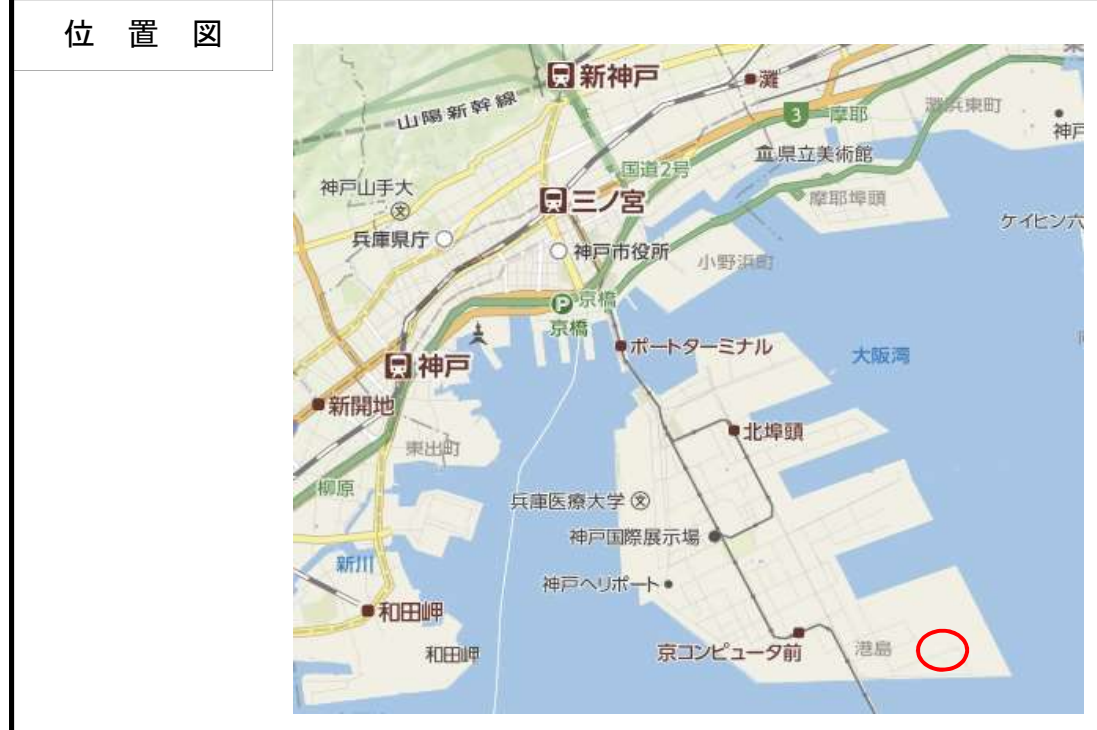 位 置 図
新神戸
灘
山陽新幹線
3
摩耶
灘浜東町
神戸
県立美術館
国道2号
神戸山手大
三ノ宮
摩耶埠頭
ケイヒン六
兵庫県庁
神戸市役所
小野浜町
P
京橋
京橋
ポートターミナル
大阪湾
神戸
新開地
北埠頭
東出町
柳原
兵庫医療大学
神戸国際展示場
新川
神戸ヘリポート
和田岬
和田岬
京コンピュータ前
港島